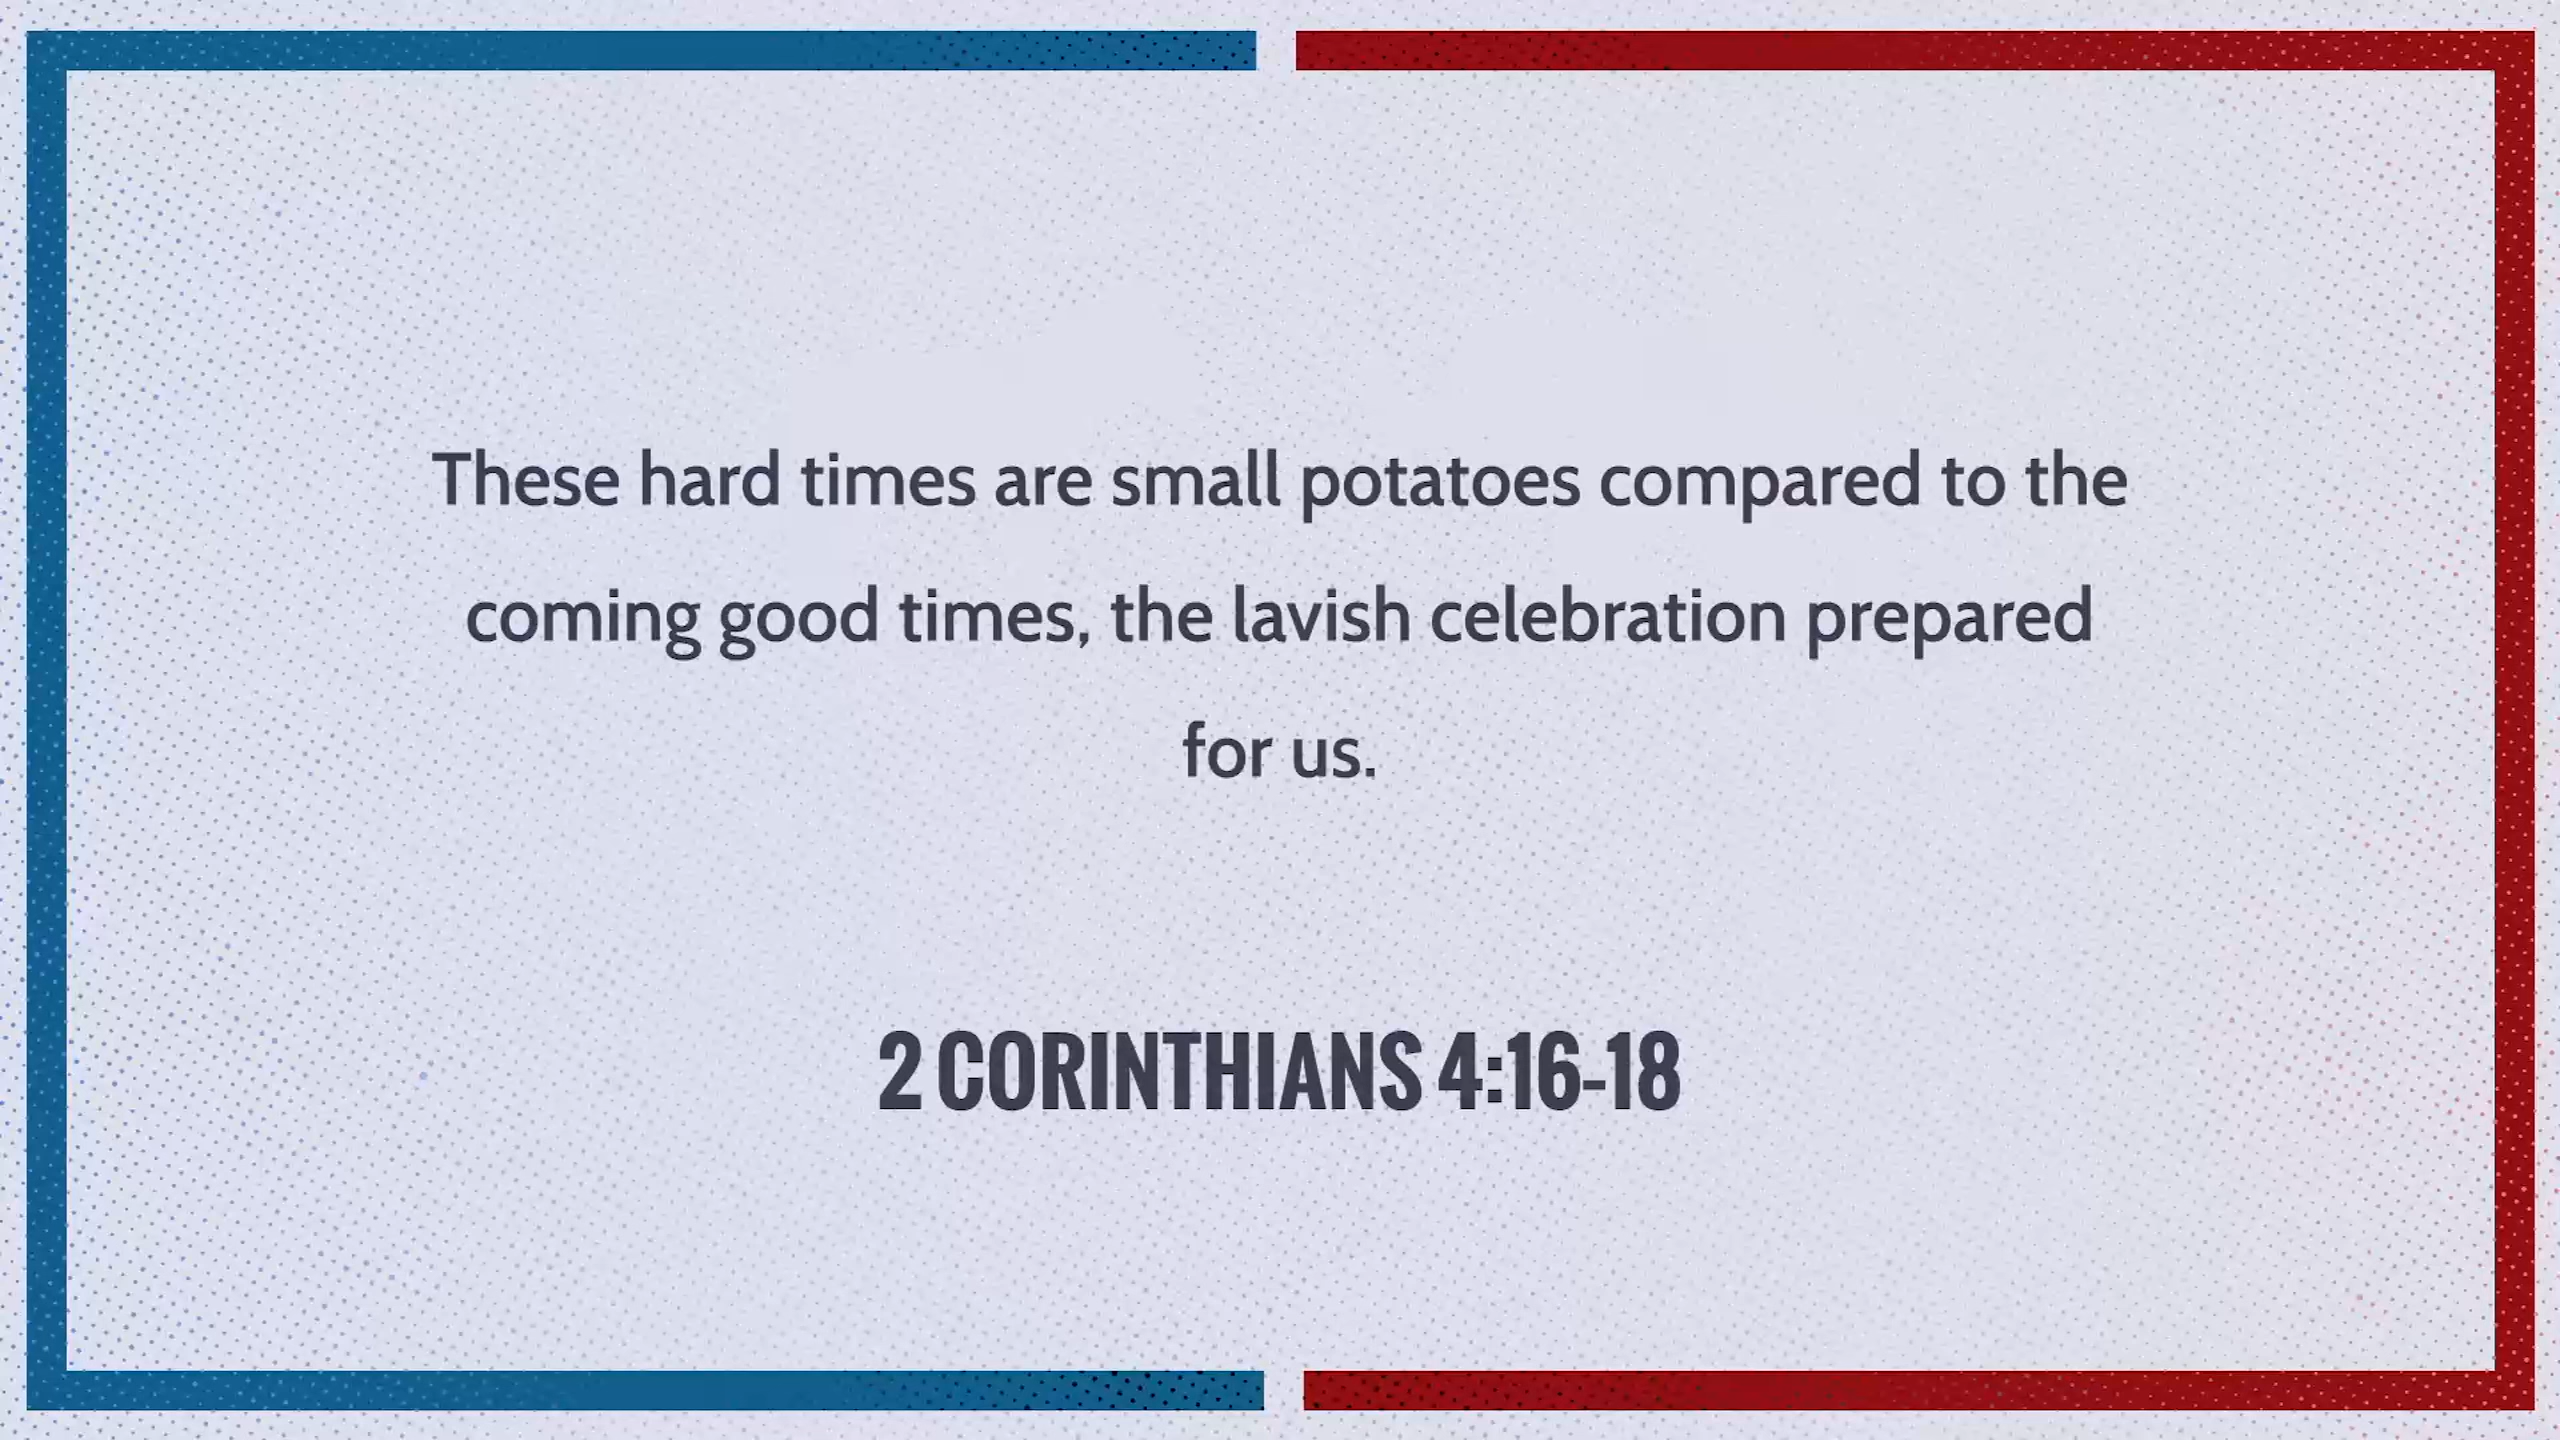 These hard times are small potatoes compared to the
coming good times, the lavish celebration prepared
for us.
2 CORINTHIANS 4:16-18